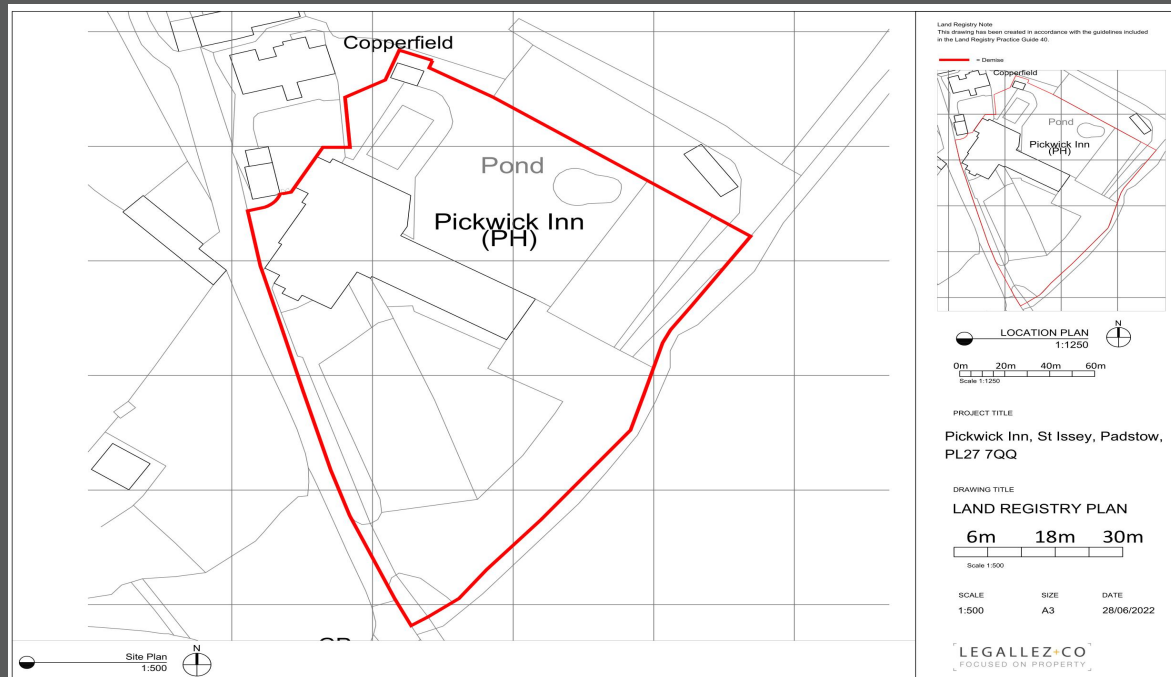 Copperfield
Pond
Pickwick Inn
(PH)
Site Plan
1:500
N
Land Registry Note
This drawing has been created in accordance with the guidelines included
in the Land Registry Practice Guide 40.
= Demise
Copperfield
Pond
Pickwick Inn
(PH)
LOCATION PLAN
1:1250
N
0m 20m 40m 60m
Scale 1:1250
PROJECT TITLE
Pickwick Inn, St Issey, Padstow,
PL27 7QQ
DRAWING TITLE
LAND REGISTRY PLAN
6m 18m 30m
Scale 1:500
SCALE SIZE DATE
1:500 A3 28/06/2022
LEGALLEZ+CO
FOCUSED ON PROPERTY